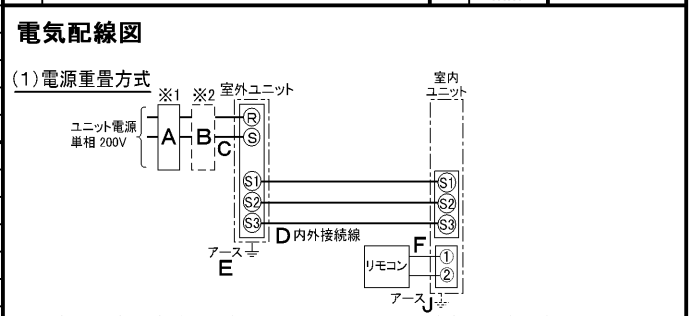 電気配線図
(1)電源重畳方式
※1 ※2 室外ユニット
室内
ユニット
ユニット電源
単相 200V
A B C
R
S
S1 S1
S2 S2
S3 S3
D 内外接続線
アース
E
リモコン
F
①
②
アース J